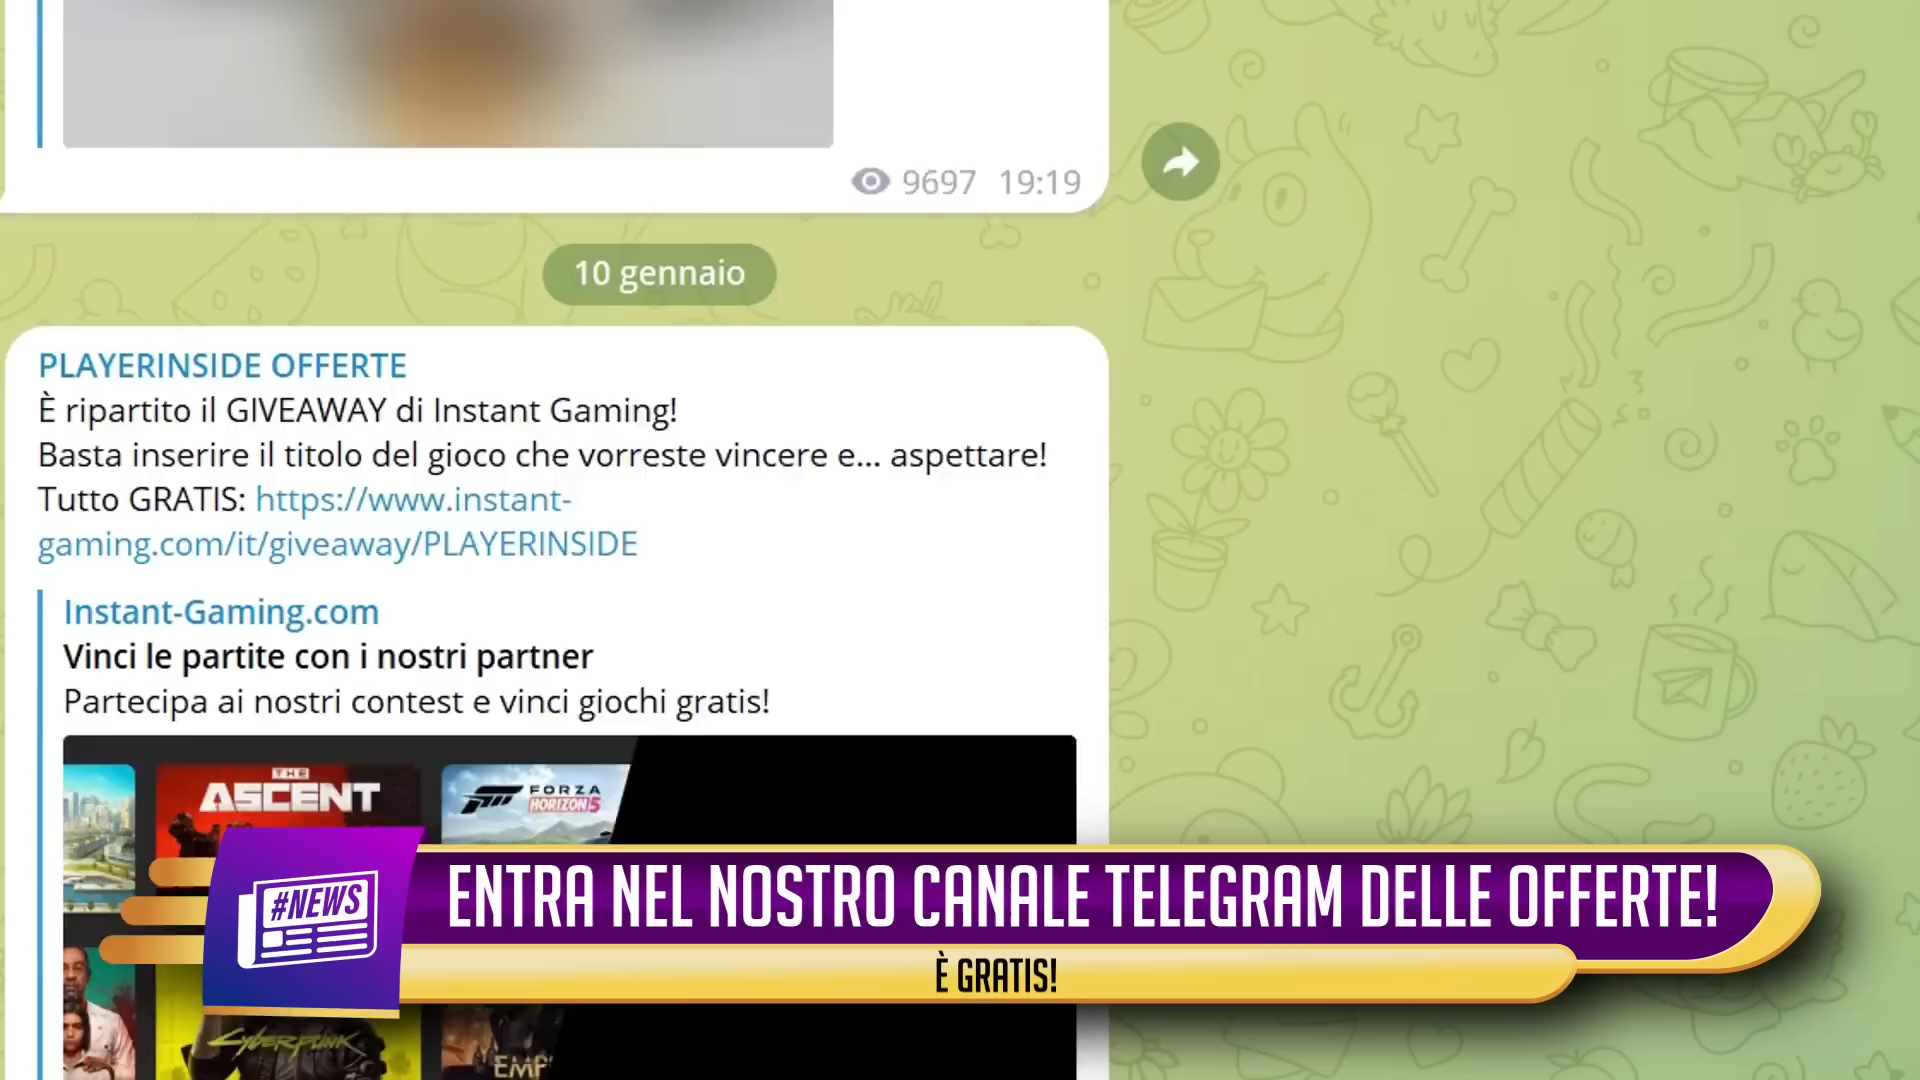 9697 19:19
10 gennaio
PLAYERINSIDE OFFERTE
È ripartito il GIVEAWAY di Instant Gaming!
Basta inserire il titolo del gioco che vorreste vincere e... aspettare!
Tutto GRATIS: https://www.instant-
gaming.com/it/giveaway/PLAYERINSIDE
Instant-Gaming.com
Vinci le partite con i nostri partner
Partecipa ai nostri contest e vinci giochi gratis!
THE
ASCENT
FORZA
HORIZON 5
#NEWS
ENTRA NEL NOSTRO CANALE TELEGRAM DELLE OFFERTE!
È GRATIS!
CYBERPUNK
EMP